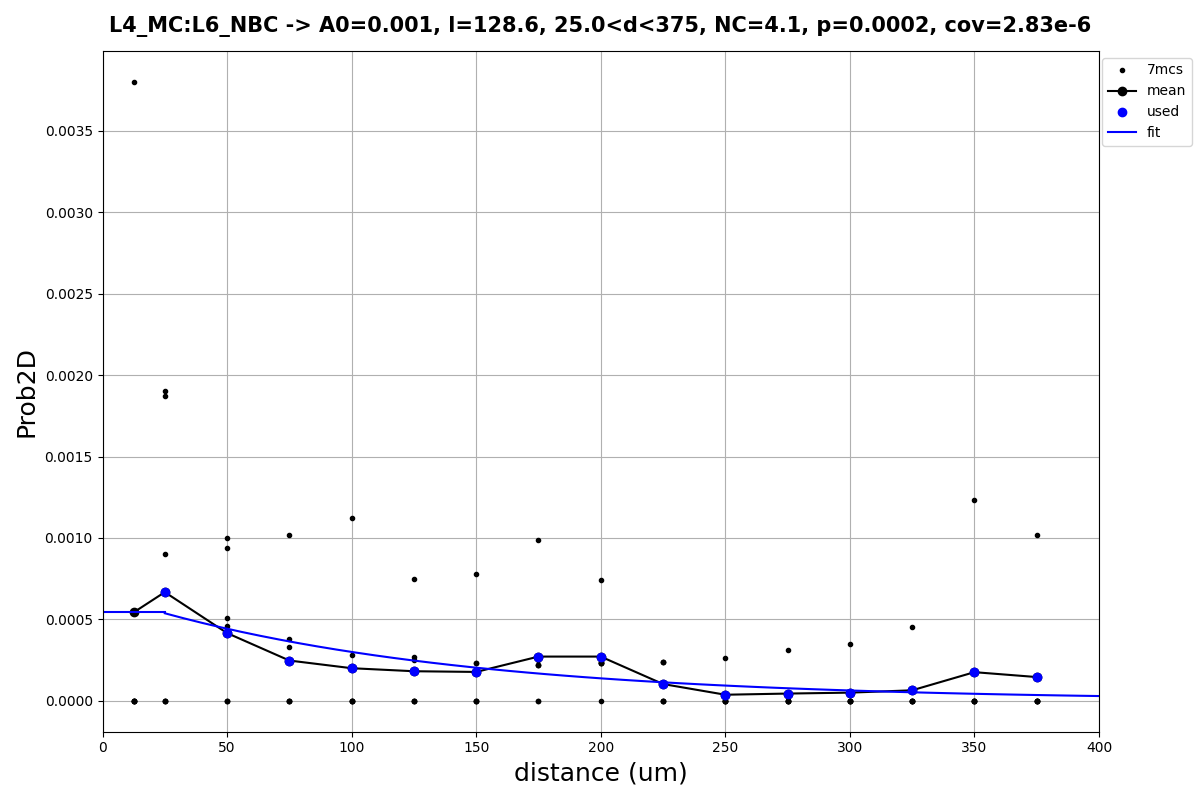 L4_MC:L6_NBC -> A0=0.001, l=128.6, 25.0<d<375, NC=4.1, p=0.0002, cov=2.83e-6
7mcs
mean
used
fit
0.0035
0.0030
0.0025
0.0020
0.0015
0.0010
0.0005
0.0000
Prob2D
0 50 100 150 200 250 300 350 400
distance (um)